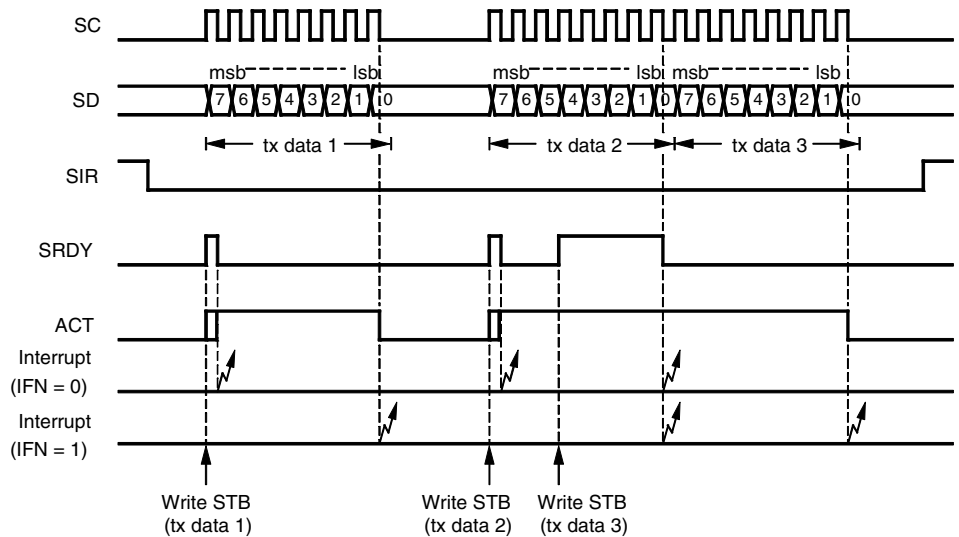 SC
msb lsb msb lsb msb lsb
SD 7 6 5 4 3 2 1 0 7 6 5 4 3 2 1 0 7 6 5 4 3 2 1 0
tx data 1 tx data 2 tx data 3
SIR
SRDY
ACT
Interrupt
(IFN = 0)
Interrupt
(IFN = 1)
Write STB Write STB Write STB
(tx data 1) (tx data 2) (tx data 3)